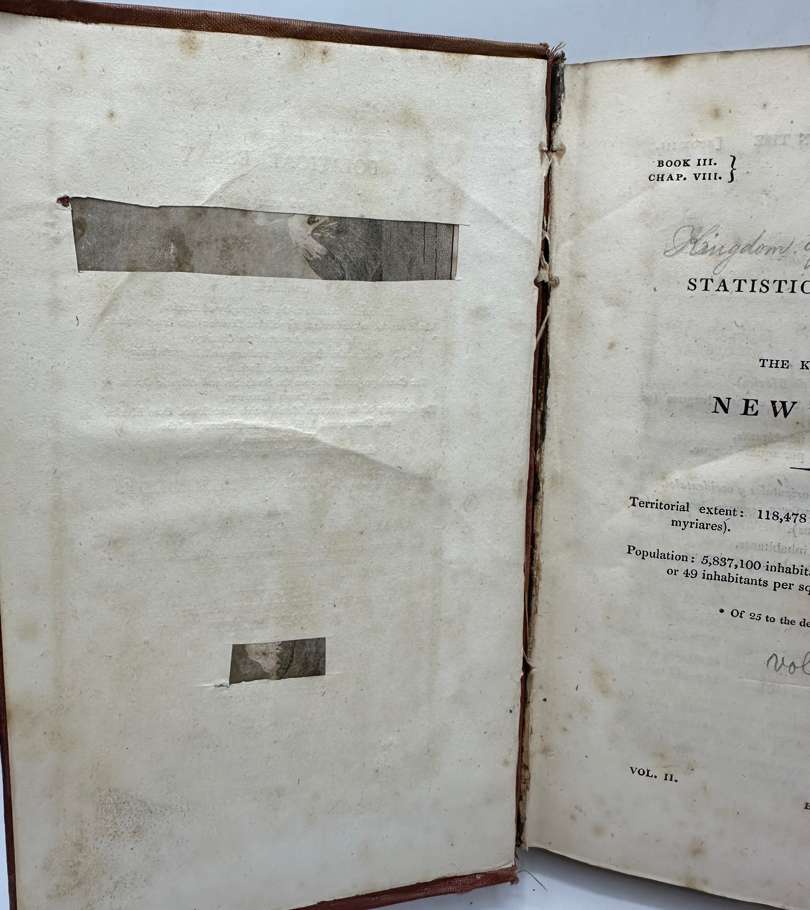 BOOK III.
CHAP. VIII.
Kingdom.
STATISTIC
THE K
NEW
Territorial extent: 118,478
myriares).
Population: 5,837,100 inhabit
or 49 inhabitants per sq
* Of 25 to the de
vol
VOL. II.